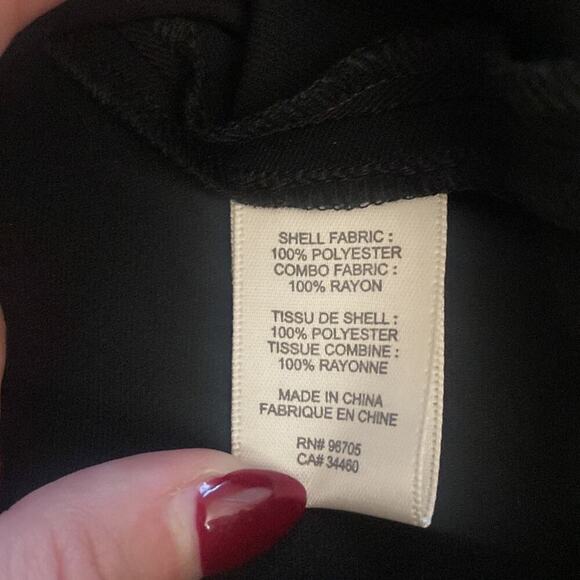 SHELL FABRIC :
100% POLYESTER
COMBO FABRIC :
100% RAYON
TISSU DE SHELL :
100% POLYESTER
TISSUE COMBINE :
100% RAYONNE
MADE IN CHINA
FABRIQUE EN CHINE
RN# 96705
CA# 34460